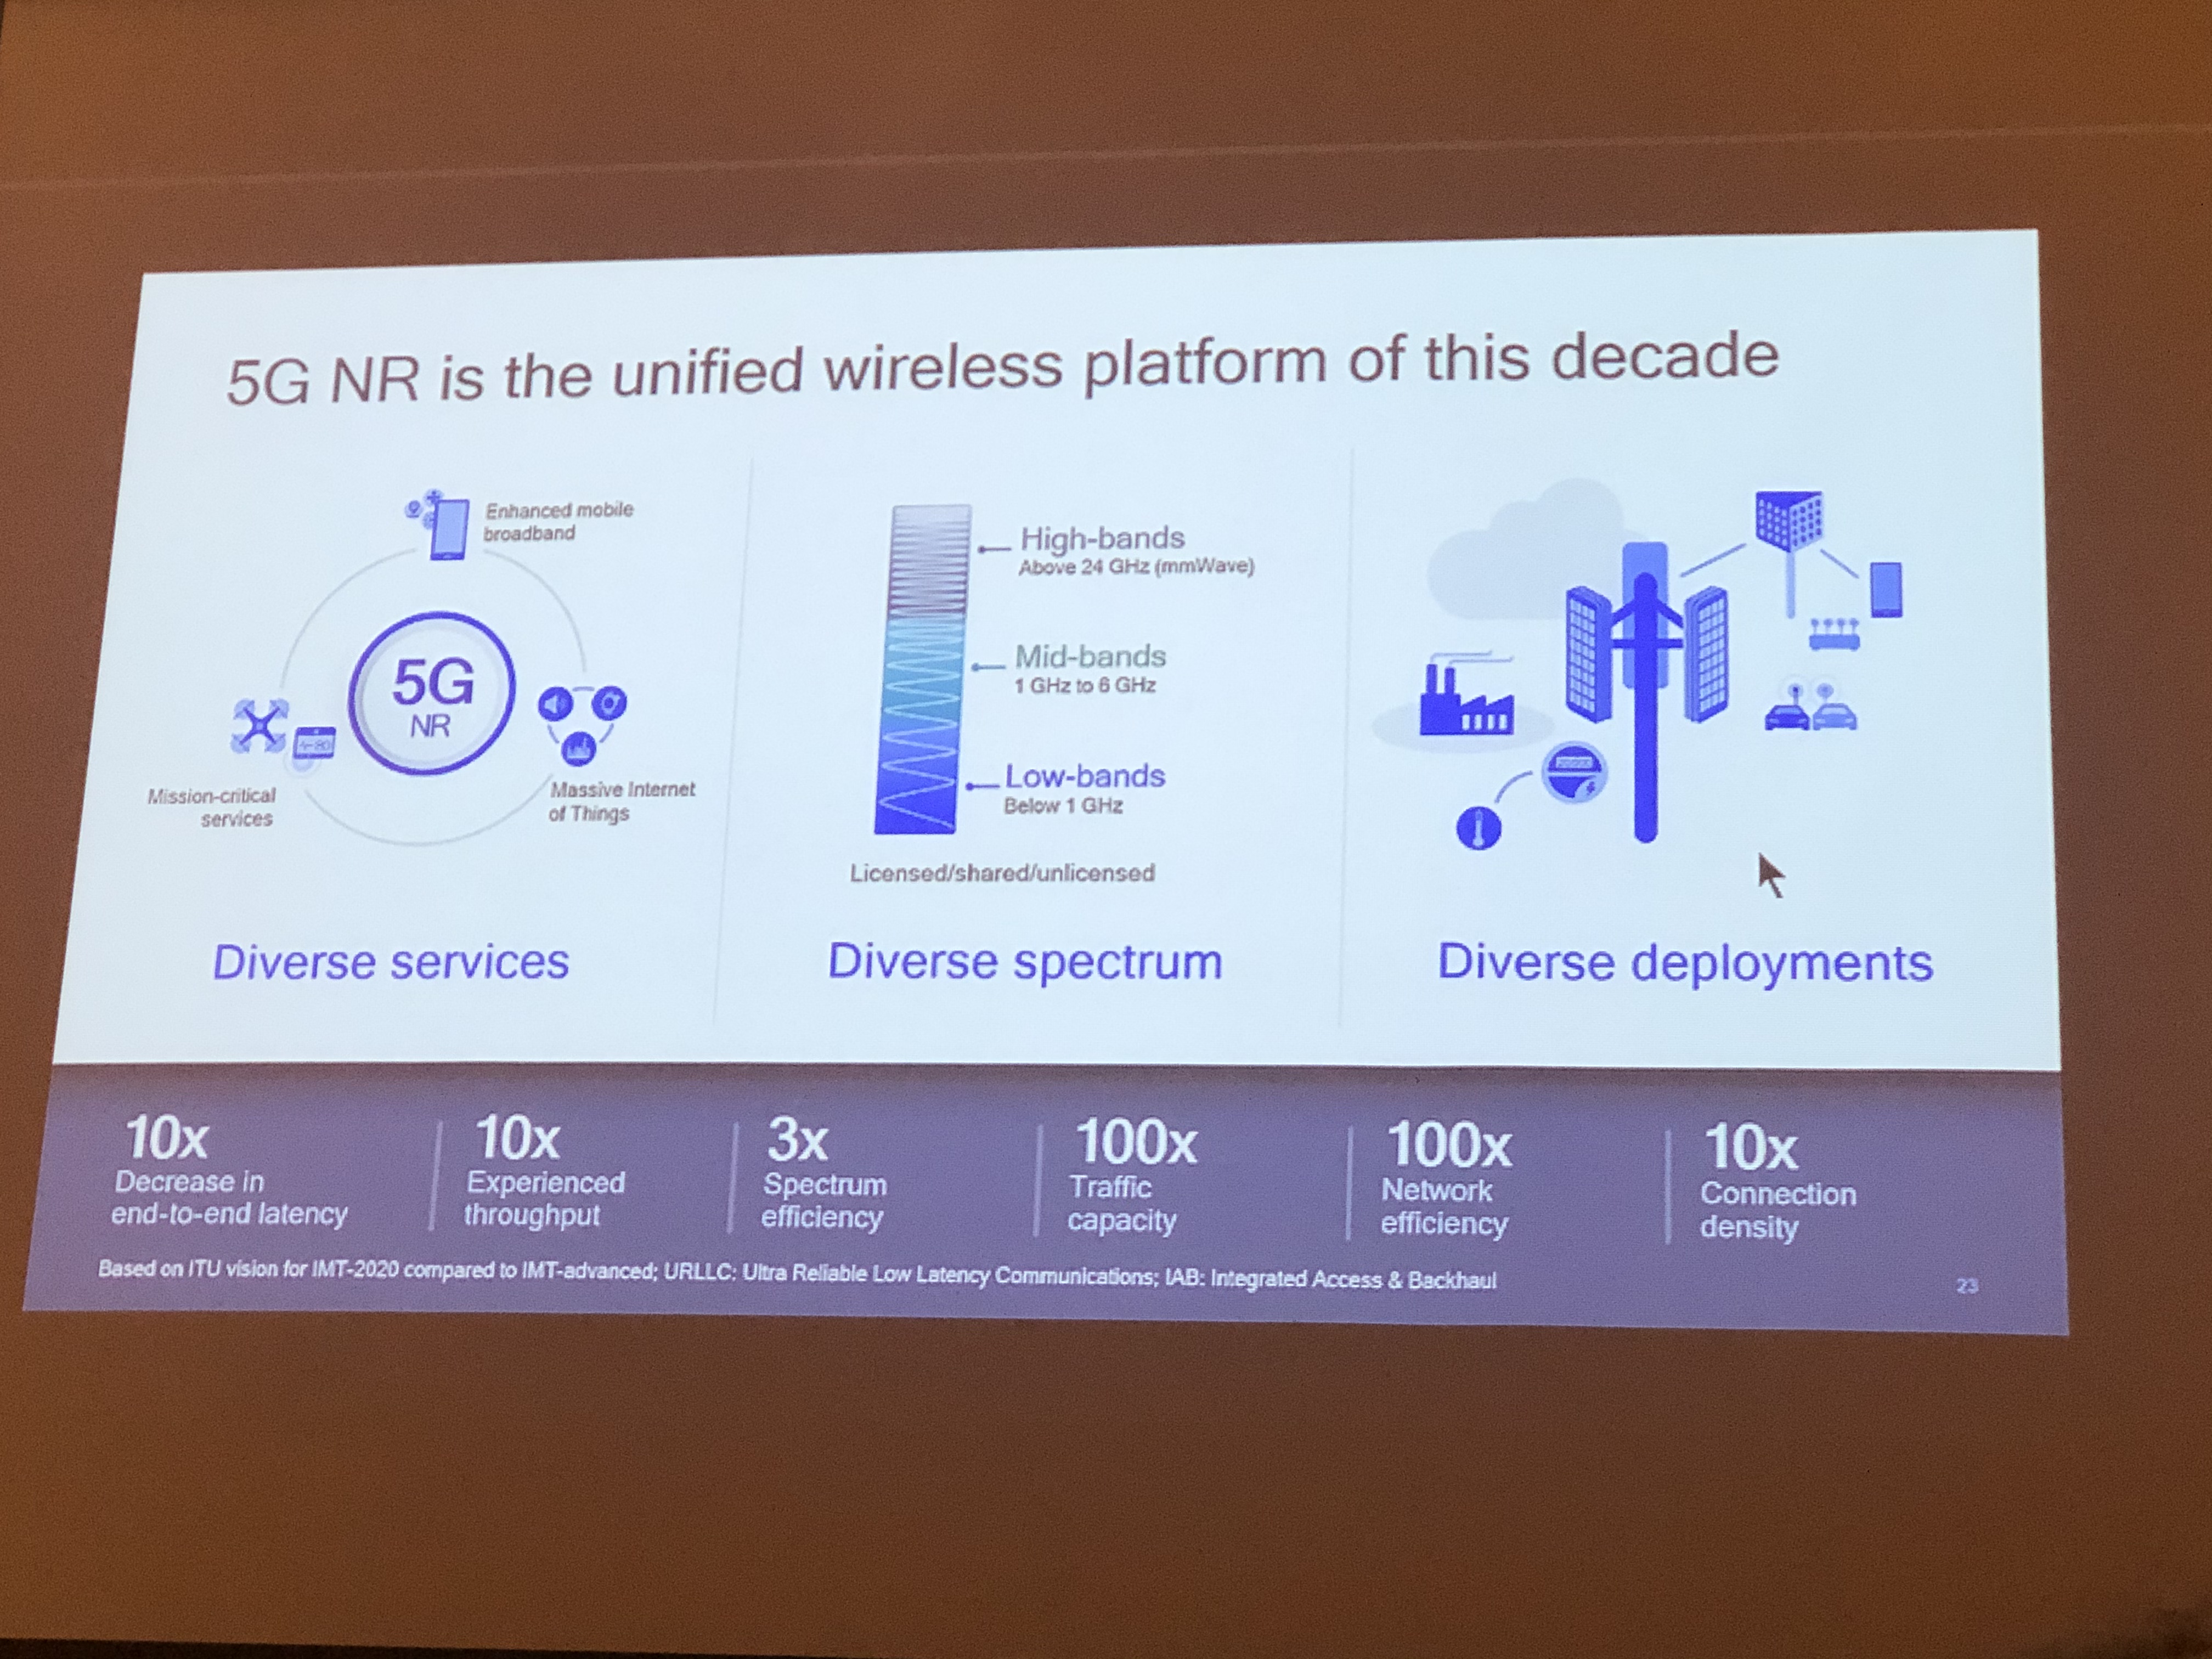 5G NR is the unified wireless platform of this decade
Enhanced mobile
broadband
5G
NR
Mission-critical
services
Massive Internet
of Things
Diverse services
High-bands
Above 24 GHz (mmWave)
Mid-bands
1 GHz to 6 GHz
Low-bands
Below 1 GHz
Licensed/shared/unlicensed
Diverse spectrum
Diverse deployments
10x
Decrease in
end-to-end latency
10x
Experienced
throughput
3x
Spectrum
efficiency
100x
Traffic
capacity
100x
Network
efficiency
10x
Connection
density
Based on ITU vision for IMT-2020 compared to IMT-advanced; URLLC: Ultra Reliable Low Latency Communications; IAB: Integrated Access & Backhaul
23